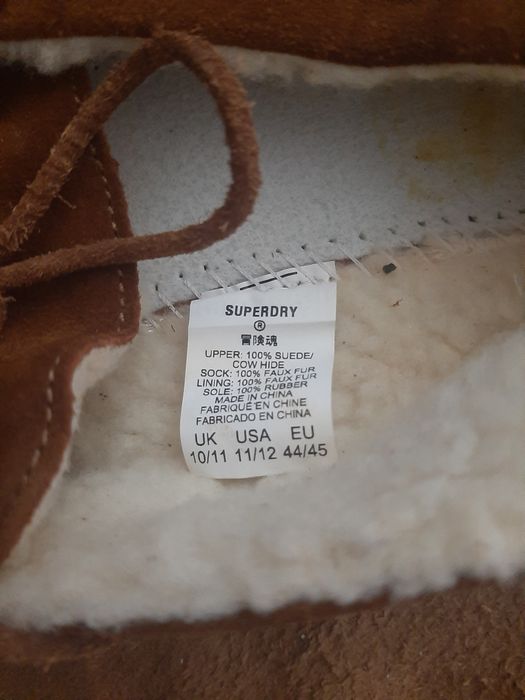 SUPERDRY
®
冒険魂
UPPER: 100% SUEDE/
COW HIDE
SOCK: 100% FAUX FUR
LINING: 100% FAUX FUR
SOLE: 100% RUBBER
MADE IN CHINA
FABRIQUÉ EN CHINE
FABRICADO EN CHINA
UK USA EU
10/11 11/12 44/45